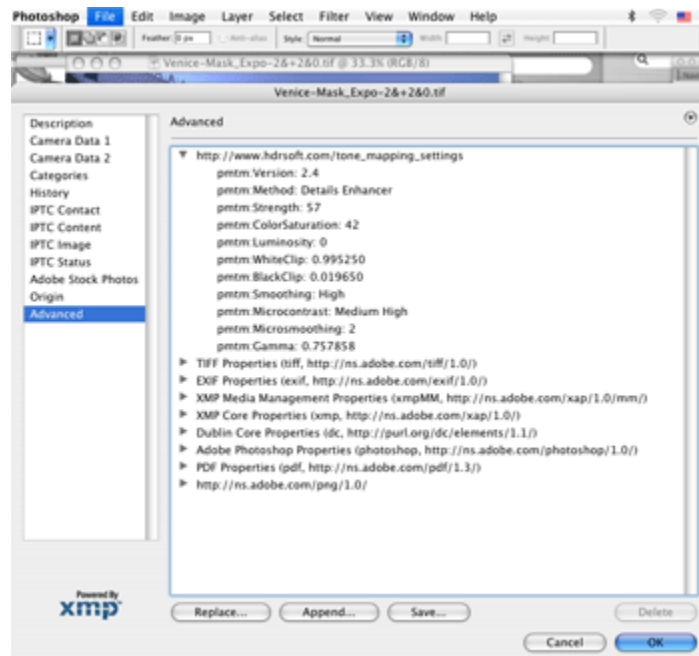 Photoshop File Edit Image Layer Select Filter View Window Help
Feather: 0 px Anti-alias Style: Normal Width: Height:
Venice-Mask_Expo-2&+2&0.tif @ 33.3% (RGB/8)
Venice-Mask_Expo-2&+2&0.tif
Description
Camera Data 1
Camera Data 2
Categories
History
IPTC Contact
IPTC Content
IPTC Image
IPTC Status
Adobe Stock Photos
Origin
Advanced
Advanced
http://www.hdrsoft.com/tone_mapping_settings
pmtm:Version: 2.4
pmtm:Method: Details Enhancer
pmtm:Strength: 57
pmtm:ColorSaturation: 42
pmtm:Luminosity: 0
pmtm:WhiteClip: 0.995250
pmtm:BlackClip: 0.019650
pmtm:Smoothing: High
pmtm:Microcontrast: Medium High
pmtm:Microsmoothing: 2
pmtm:Gamma: 0.757858
TIFF Properties (tiff, http://ns.adobe.com/tiff/1.0/)
EXIF Properties (exif, http://ns.adobe.com/exif/1.0/)
XMP Media Management Properties (xmpMM, http://ns.adobe.com/xap/1.0/mm/)
XMP Core Properties (xmp, http://ns.adobe.com/xap/1.0/)
Dublin Core Properties (dc, http://purl.org/dc/elements/1.1/)
Adobe Photoshop Properties (photoshop, http://ns.adobe.com/photoshop/1.0/)
PDF Properties (pdf, http://ns.adobe.com/pdf/1.3/)
http://ns.adobe.com/png/1.0/
Powered By
xmp
Replace... Append... Save... Delete
Cancel OK